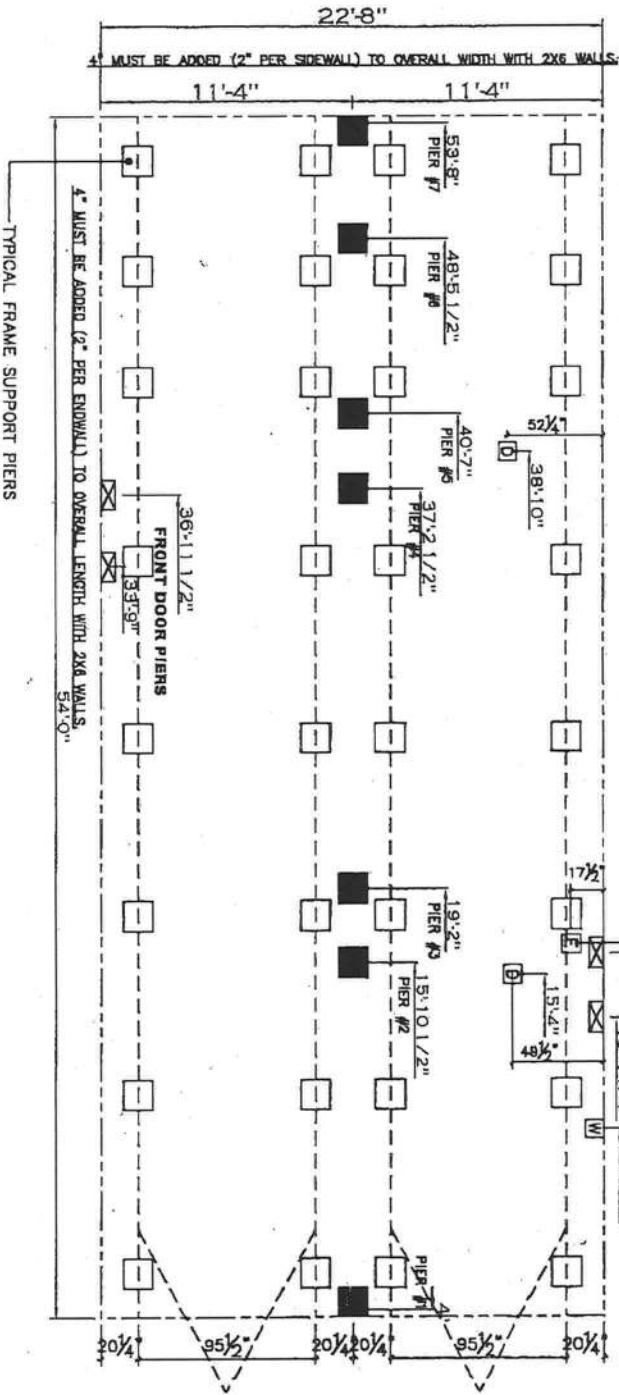 22'-8"
4" MUST BE ADDED (2" PER SIDEWALL) TO OVERALL WIDTH WITH 2X6 WALLS.
11'-4"
11'-4"
53'-8"
PIER #7
48'-5 1/2"
PIER #6
40'-7"
PIER #5
37'-2 1/2"
PIER #4
52¼"
D
38'-10"
36'-11 1/2"
33'-9"
FRONT DOOR PIERS
4" MUST BE ADDED (2" PER ENDWALL) TO OVERALL LENGTH WITH 2X6 WALLS.
54'-0"
TYPICAL FRAME SUPPORT PIERS
17½"
E
19'-2"
PIER #3
15'-10 1/2"
PIER #2
D
15'-4"
W
PIER #1
20¼"
95½"
20¼"
20¼"
95½"
20¼"